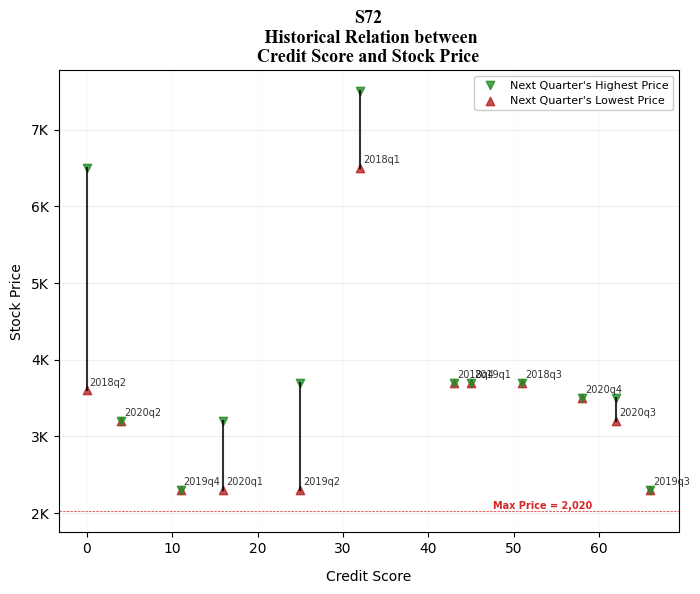 S72
Historical Relation between
Credit Score and Stock Price
Next Quarter's Highest Price
Next Quarter's Lowest Price
7K
6K
5K
4K
3K
2K
Stock Price
2018q1
2018q2
2020q2
2019q4
2020q1
2019q2
2018q4
2019q1
2018q3
2020q4
2020q3
2019q3
Max Price = 2,020
0 10 20 30 40 50 60
Credit Score